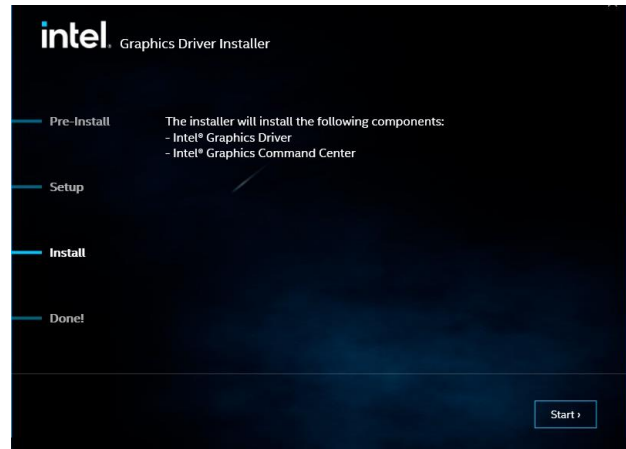 intel. Graphics Driver Installer
Pre-Install
The installer will install the following components:
- Intel® Graphics Driver
- Intel® Graphics Command Center
Setup
Install
Done!
Start ›